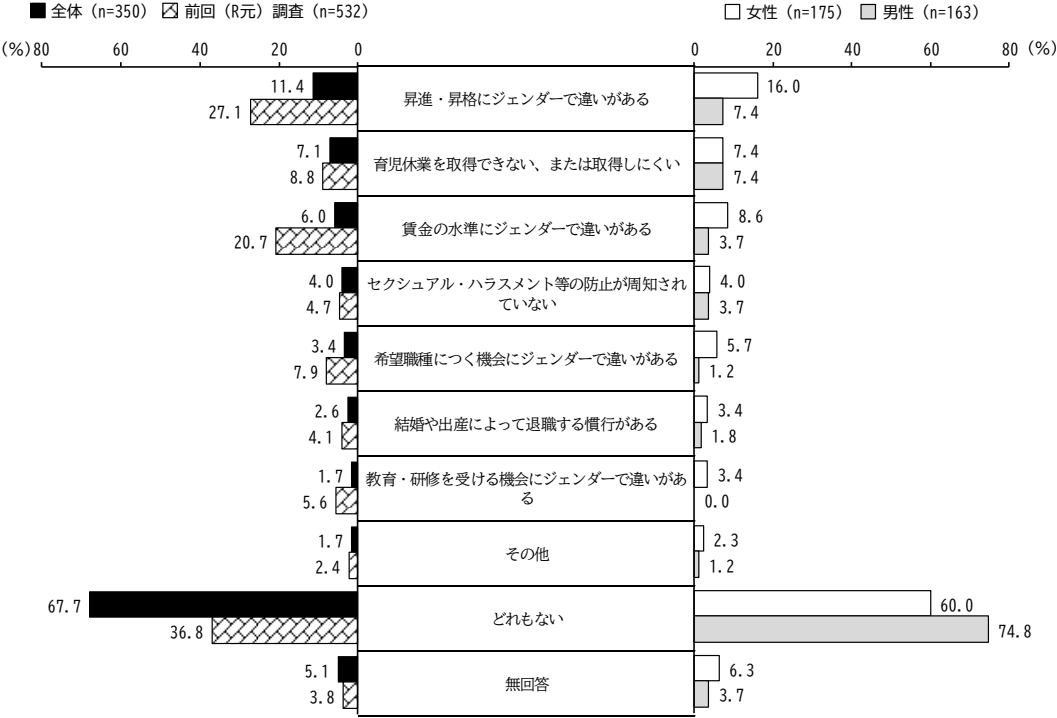 全体（n=350） 前回（R元）調査（n=532） 女性（n=175） 男性（n=163）
(%) 80 60 40 20 0 0 20 40 60 80 (%)
11.4 昇進・昇格にジェンダーで違いがある 16.0
27.1 7.4
7.1 育児休業を取得できない、または取得しにくい 7.4
8.8 7.4
6.0 賃金の水準にジェンダーで違いがある 8.6
20.7 3.7
4.0 セクシュアル・ハラスメント等の防止が周知され 4.0
4.7 ていない 3.7
3.4 希望職種につく機会にジェンダーで違いがある 5.7
7.9 1.2
2.6 結婚や出産によって退職する慣行がある 3.4
4.1 1.8
1.7 教育・研修を受ける機会にジェンダーで違いがあ 3.4
5.6 る 0.0
1.7 その他 2.3
2.4 1.2
67.7 どれもない 60.0
36.8 74.8
5.1 無回答 6.3
3.8 3.7